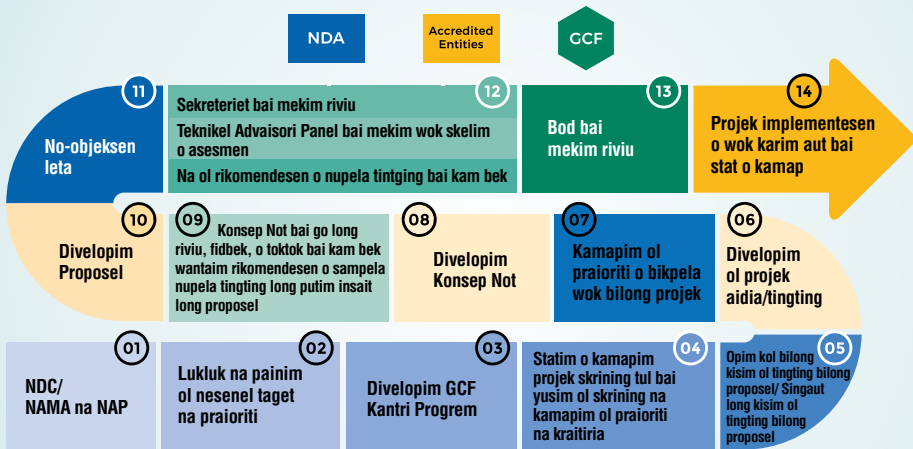 NDA
Accredited
Entities
GCF
11
No-objeksen
leta
12
Sekreteriet bai mekim riviu
Teknikel Advaisori Panel bai mekim wok skelim
o asesmen
Na ol rikomendesen o nupela tintging bai kam bek
13
Bod bai
mekim riviu
14
Projek implementesen
o wok karim aut bai
stat o kamap
10
Divelopim
Proposel
09
Konsep Not bai go long
riviu, fidbek, o toktok bai kam bek
wantaim rikomendesen o sampela
nupela tingting long putim insait
long proposel
08
Divelopim
Konsep Not
07
Kamapim ol
praioriti o bikpela
wok bilong projek
06
Divelopim
ol projek
aidia/tingting
01
NDC/
NAMA na NAP
02
Lukluk na painim
ol nesenel taget
na praioriti
03
Divelopim GCF
Kantri Progrem
04
Statim o kamapim
projek skrining tul bai
yusim ol skrining na
kamapim ol praioriti
na kraitiria
05
Opim kol bilong
kisim ol tingting bilong
proposel/ Singaut
long kisim ol
tingting bilong
proposel